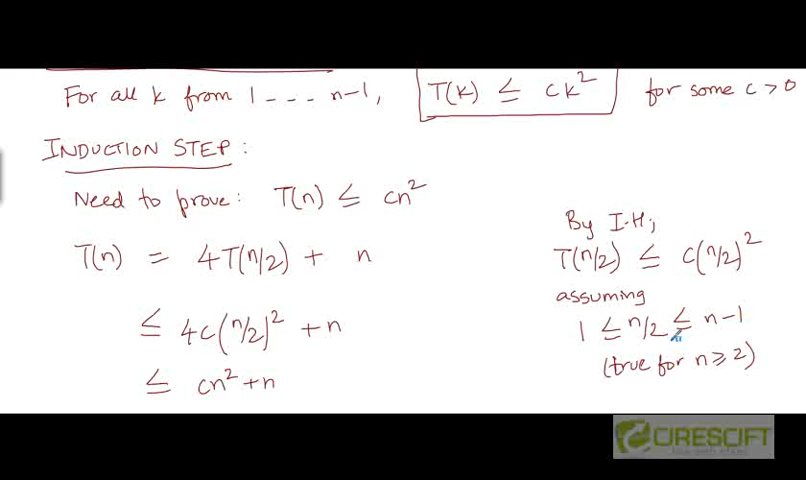 For all k from 1 --- n-1, T(k) ≤ ck² for some c > 0
INDUCTION STEP:
Need to prove: T(n) ≤ cn²
T(n) = 4T(n/2) + n
≤ 4c(n/2)² + n
≤ cn² + n
By I.H;
T(n/2) ≤ c(n/2)²
assuming
1 ≤ n/2 ≤ n-1
(true for n ≥ 2)